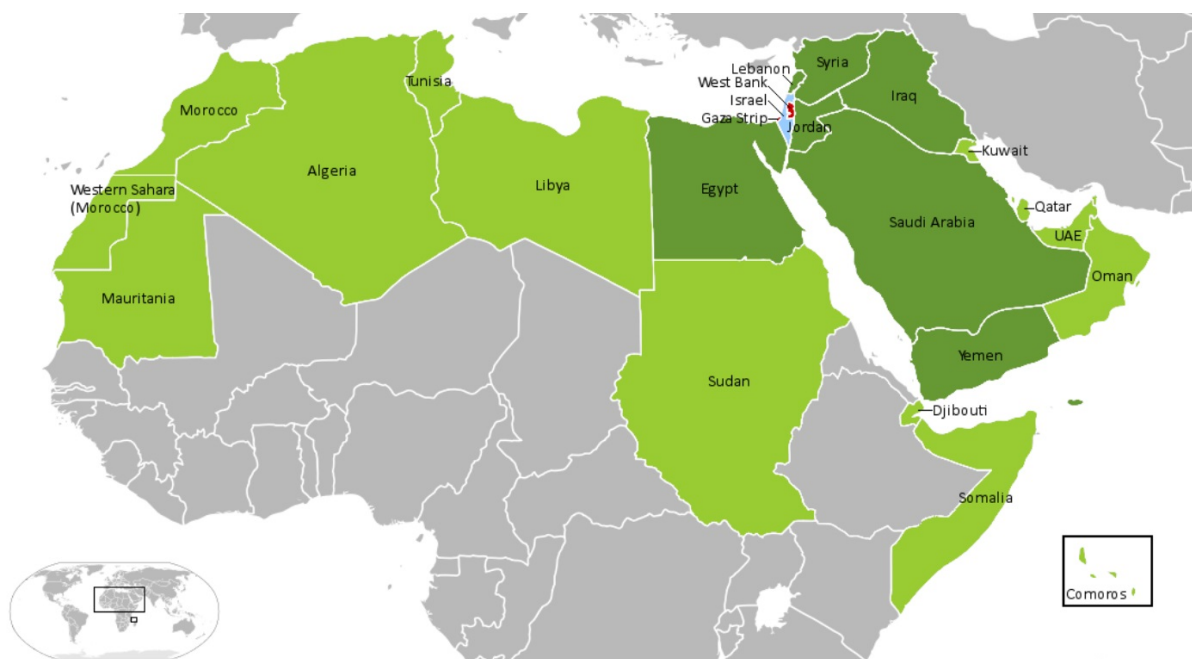 Morocco
Tunisia
Algeria
Libya
Egypt
Western Sahara
(Morocco)
Mauritania
Sudan
Lebanon
West Bank
Israel
Gaza Strip
Syria
Jordan
Iraq
Kuwait
Qatar
Saudi Arabia
UAE
Oman
Yemen
Djibouti
Somalia
Comoros